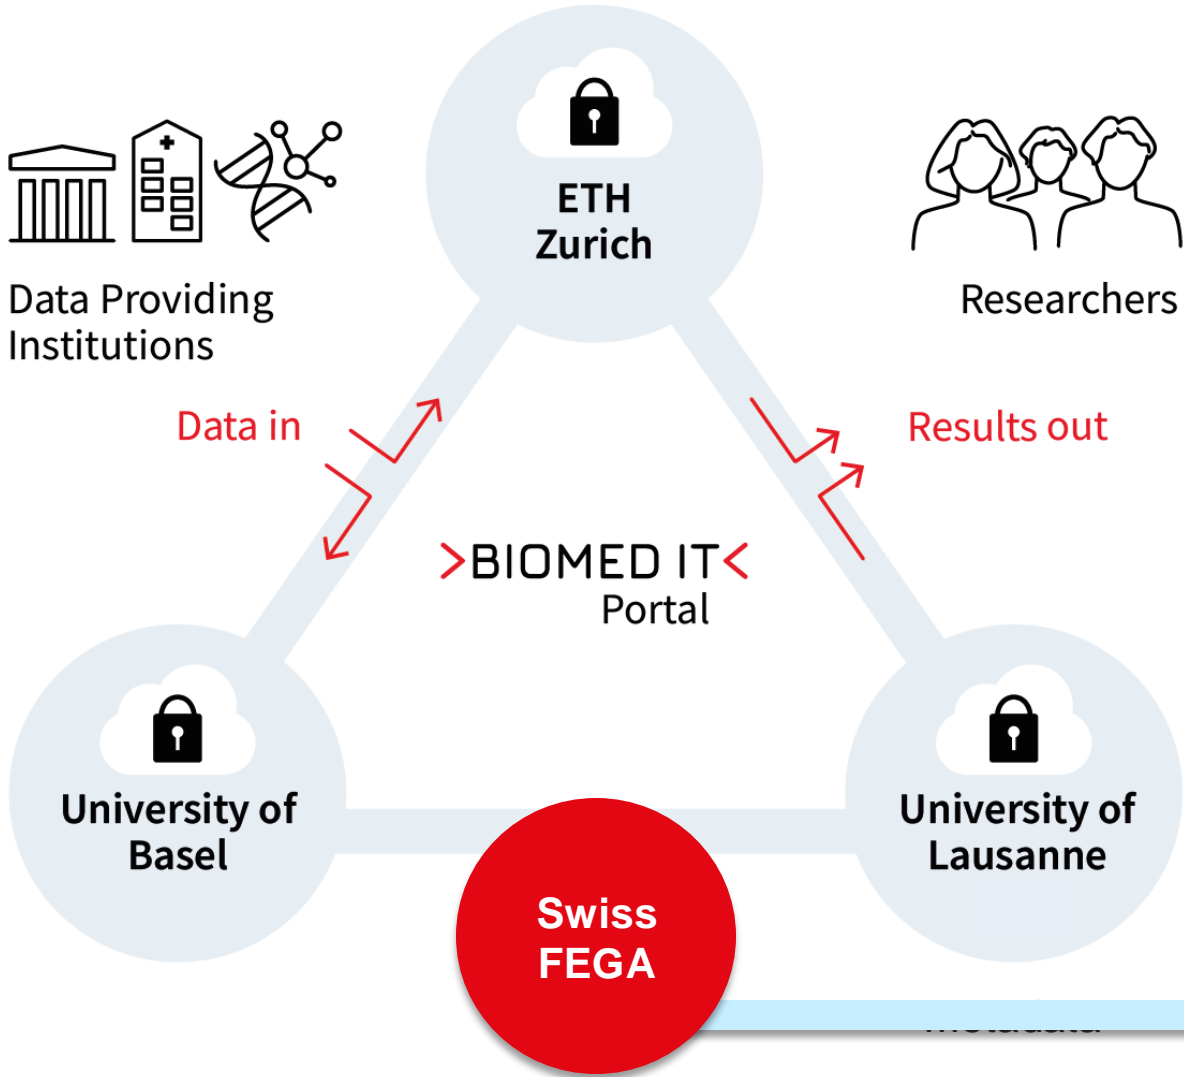 ETH
Zurich
Data Providing
Institutions
Researchers
Data in
Results out
>BIOMED IT<
Portal
University of
Basel
University of
Lausanne
Swiss
FEGA